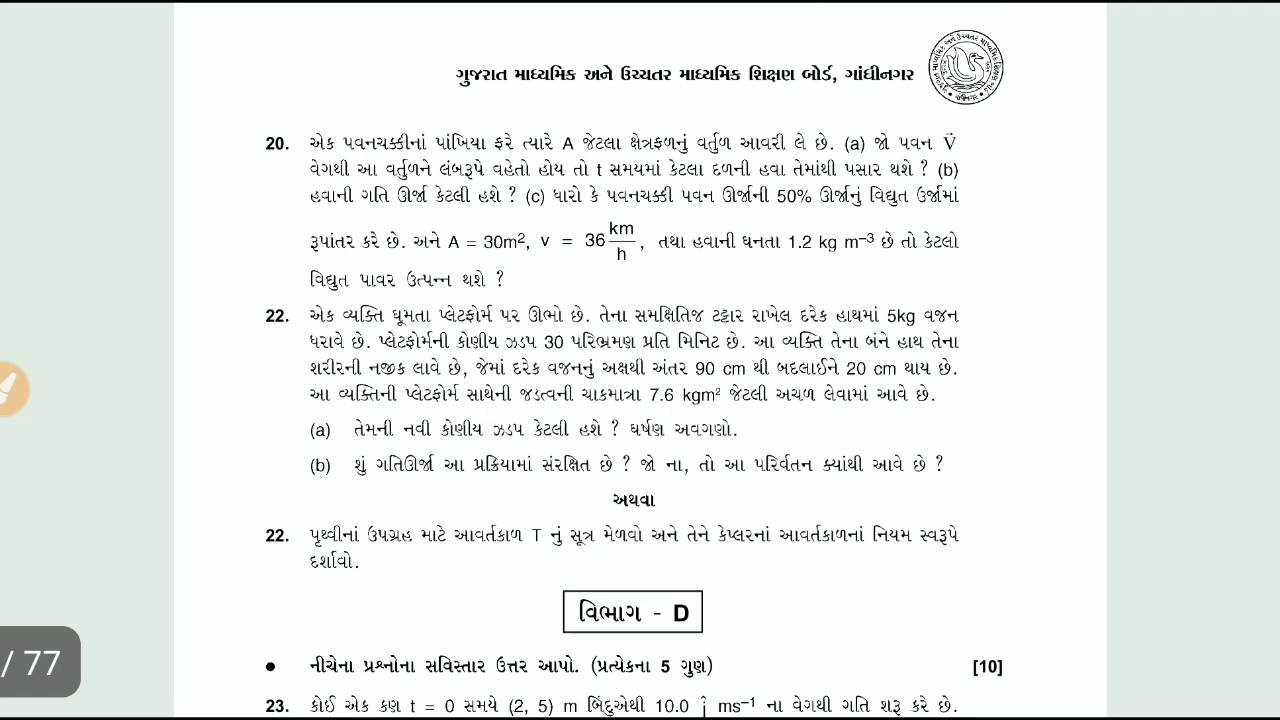 ગુજરાત માધ્યમિક અને ઉચ્ચતર માધ્યમિક શિક્ષણ બોર્ડ, ગાંધીનગર
20. એક પવનચક્કીનાં પાંખિયા ફરે ત્યારે A જેટલા ક્ષેત્રફળનું વર્તુળ આવરી લે છે. (a) જો પવન V⃗
વેગથી આ વર્તુળને લંબરૂપે વહેતો હોય તો t સમયમાં કેટલા દળની હવા તેમાંથી પસાર થશે ? (b)
હવાની ગતિ ઊર્જા કેટલી હશે ? (c) ધારો કે પવનચક્કી પવન ઊર્જાની 50% ઊર્જાનું વિદ્યુત ઉર્જામાં
રૂપાંતર કરે છે. અને A = 30m², v = 36 km/h, તથા હવાની ઘનતા 1.2 kg m⁻³ છે તો કેટલો
વિદ્યુત પાવર ઉત્પન્ન થશે ?
22. એક વ્યક્તિ ઘૂમતા પ્લેટફોર્મ પર ઊભો છે. તેના સમક્ષિતિજ ટટ્ટાર રાખેલ દરેક હાથમાં 5kg વજન
ધરાવે છે. પ્લેટફોર્મની કોણીય ઝડપ 30 પરિભ્રમણ પ્રતિ મિનિટ છે. આ વ્યક્તિ તેના બંને હાથ તેના
શરીરની નજીક લાવે છે, જેમાં દરેક વજનનું અક્ષથી અંતર 90 cm થી બદલાઈને 20 cm થાય છે.
આ વ્યક્તિની પ્લેટફોર્મ સાથેની જડત્વની ચાકમાત્રા 7.6 kgm² જેટલી અચળ લેવામાં આવે છે.
(a) તેમની નવી કોણીય ઝડપ કેટલી હશે ? ઘર્ષણ અવગણો.
(b) શું ગતિઊર્જા આ પ્રક્રિયામાં સંરક્ષિત છે ? જો ના, તો આ પરિવર્તન ક્યાંથી આવે છે ?
અથવા
22. પૃથ્વીનાં ઉપગ્રહ માટે આવર્તકાળ T નું સૂત્ર મેળવો અને તેને કેપ્લરનાં આવર્તકાળનાં નિયમ સ્વરૂપે
દર્શાવો.
વિભાગ - D
● નીચેના પ્રશ્નોના સવિસ્તાર ઉત્તર આપો. (પ્રત્યેકના 5 ગુણ) [10]
23. કોઈ એક કણ t = 0 સમયે (2, 5) m બિંદુએથી 10.0 ĵ ms⁻¹ ના વેગથી ગતિ શરૂ કરે છે.
/ 77